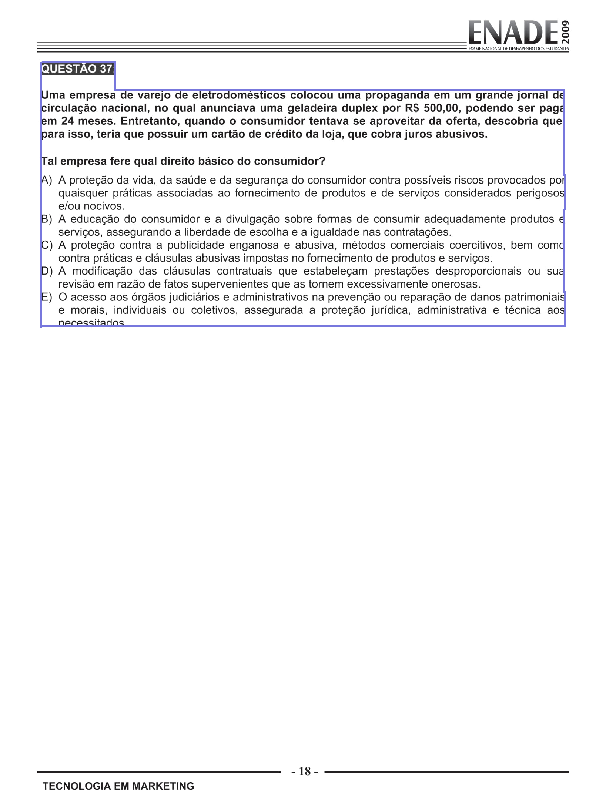 ENADE
2009
EXAME NACIONAL DE DESEMPENHO DOS ESTUDANTES
QUESTÃO 37
Uma empresa de varejo de eletrodomésticos colocou uma propaganda em um grande jornal de
circulação nacional, no qual anunciava uma geladeira duplex por R$ 500,00, podendo ser paga
em 24 meses. Entretanto, quando o consumidor tentava se aproveitar da oferta, descobria que,
para isso, teria que possuir um cartão de crédito da loja, que cobra juros abusivos.
Tal empresa fere qual direito básico do consumidor?
A) A proteção da vida, da saúde e da segurança do consumidor contra possíveis riscos provocados por
quaisquer práticas associadas ao fornecimento de produtos e de serviços considerados perigosos
e/ou nocivos.
B) A educação do consumidor e a divulgação sobre formas de consumir adequadamente produtos e
serviços, assegurando a liberdade de escolha e a igualdade nas contratações.
C) A proteção contra a publicidade enganosa e abusiva, métodos comerciais coercitivos, bem como
contra práticas e cláusulas abusivas impostas no fornecimento de produtos e serviços.
D) A modificação das cláusulas contratuais que estabeleçam prestações desproporcionais ou sua
revisão em razão de fatos supervenientes que as tornem excessivamente onerosas.
E) O acesso aos órgãos judiciários e administrativos na prevenção ou reparação de danos patrimoniais
e morais, individuais ou coletivos, assegurada a proteção jurídica, administrativa e técnica aos
necessitados.
- 18 -
TECNOLOGIA EM MARKETING